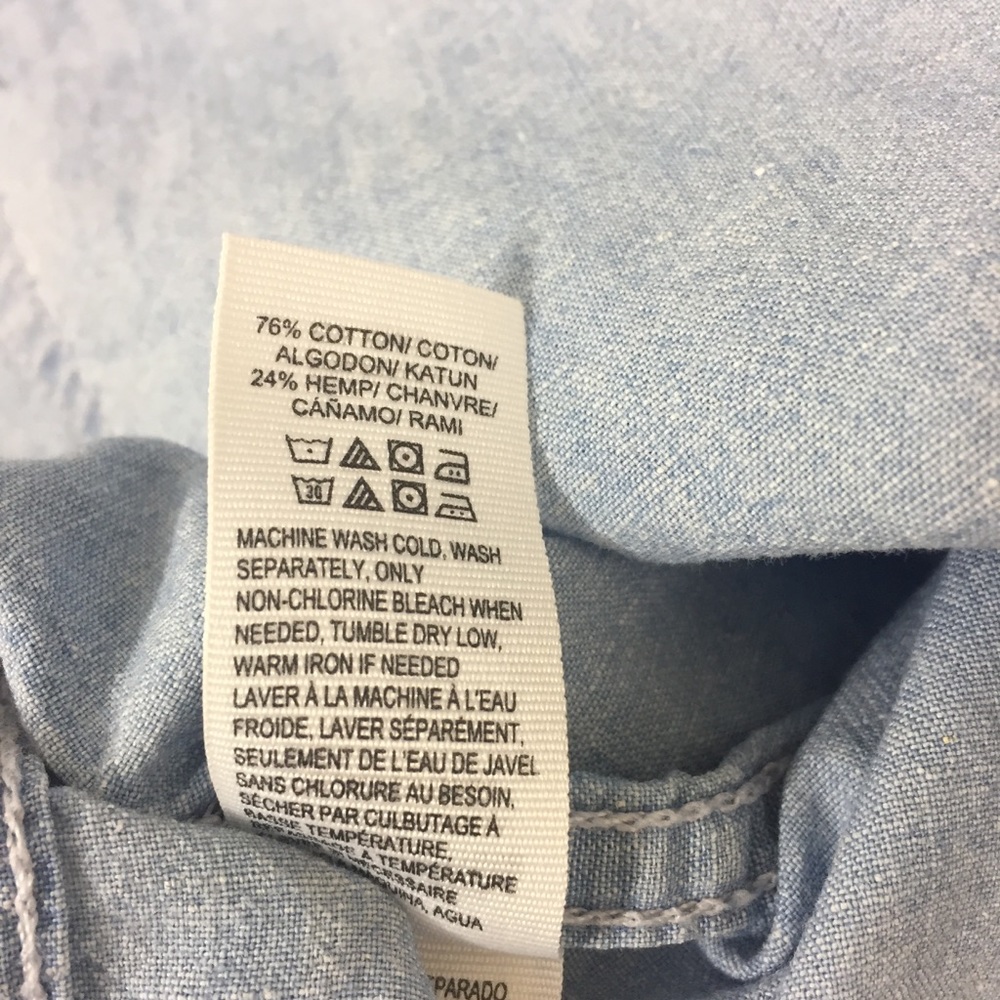 76% COTTON/ COTON/
ALGODON/ KATUN
24% HEMP/ CHANVRE/
CÁÑAMO/ RAMI
30
MACHINE WASH COLD, WASH
SEPARATELY, ONLY
NON-CHLORINE BLEACH WHEN
NEEDED, TUMBLE DRY LOW,
WARM IRON IF NEEDED
LAVER À LA MACHINE À L'EAU
FROIDE, LAVER SÉPARÉMENT,
SEULEMENT DE L'EAU DE JAVEL
SANS CHLORURE AU BESOIN,
SÉCHER PAR CULBUTAGE À
BASSE TEMPÉRATURE,
À TEMPÉRATURE
AGUA